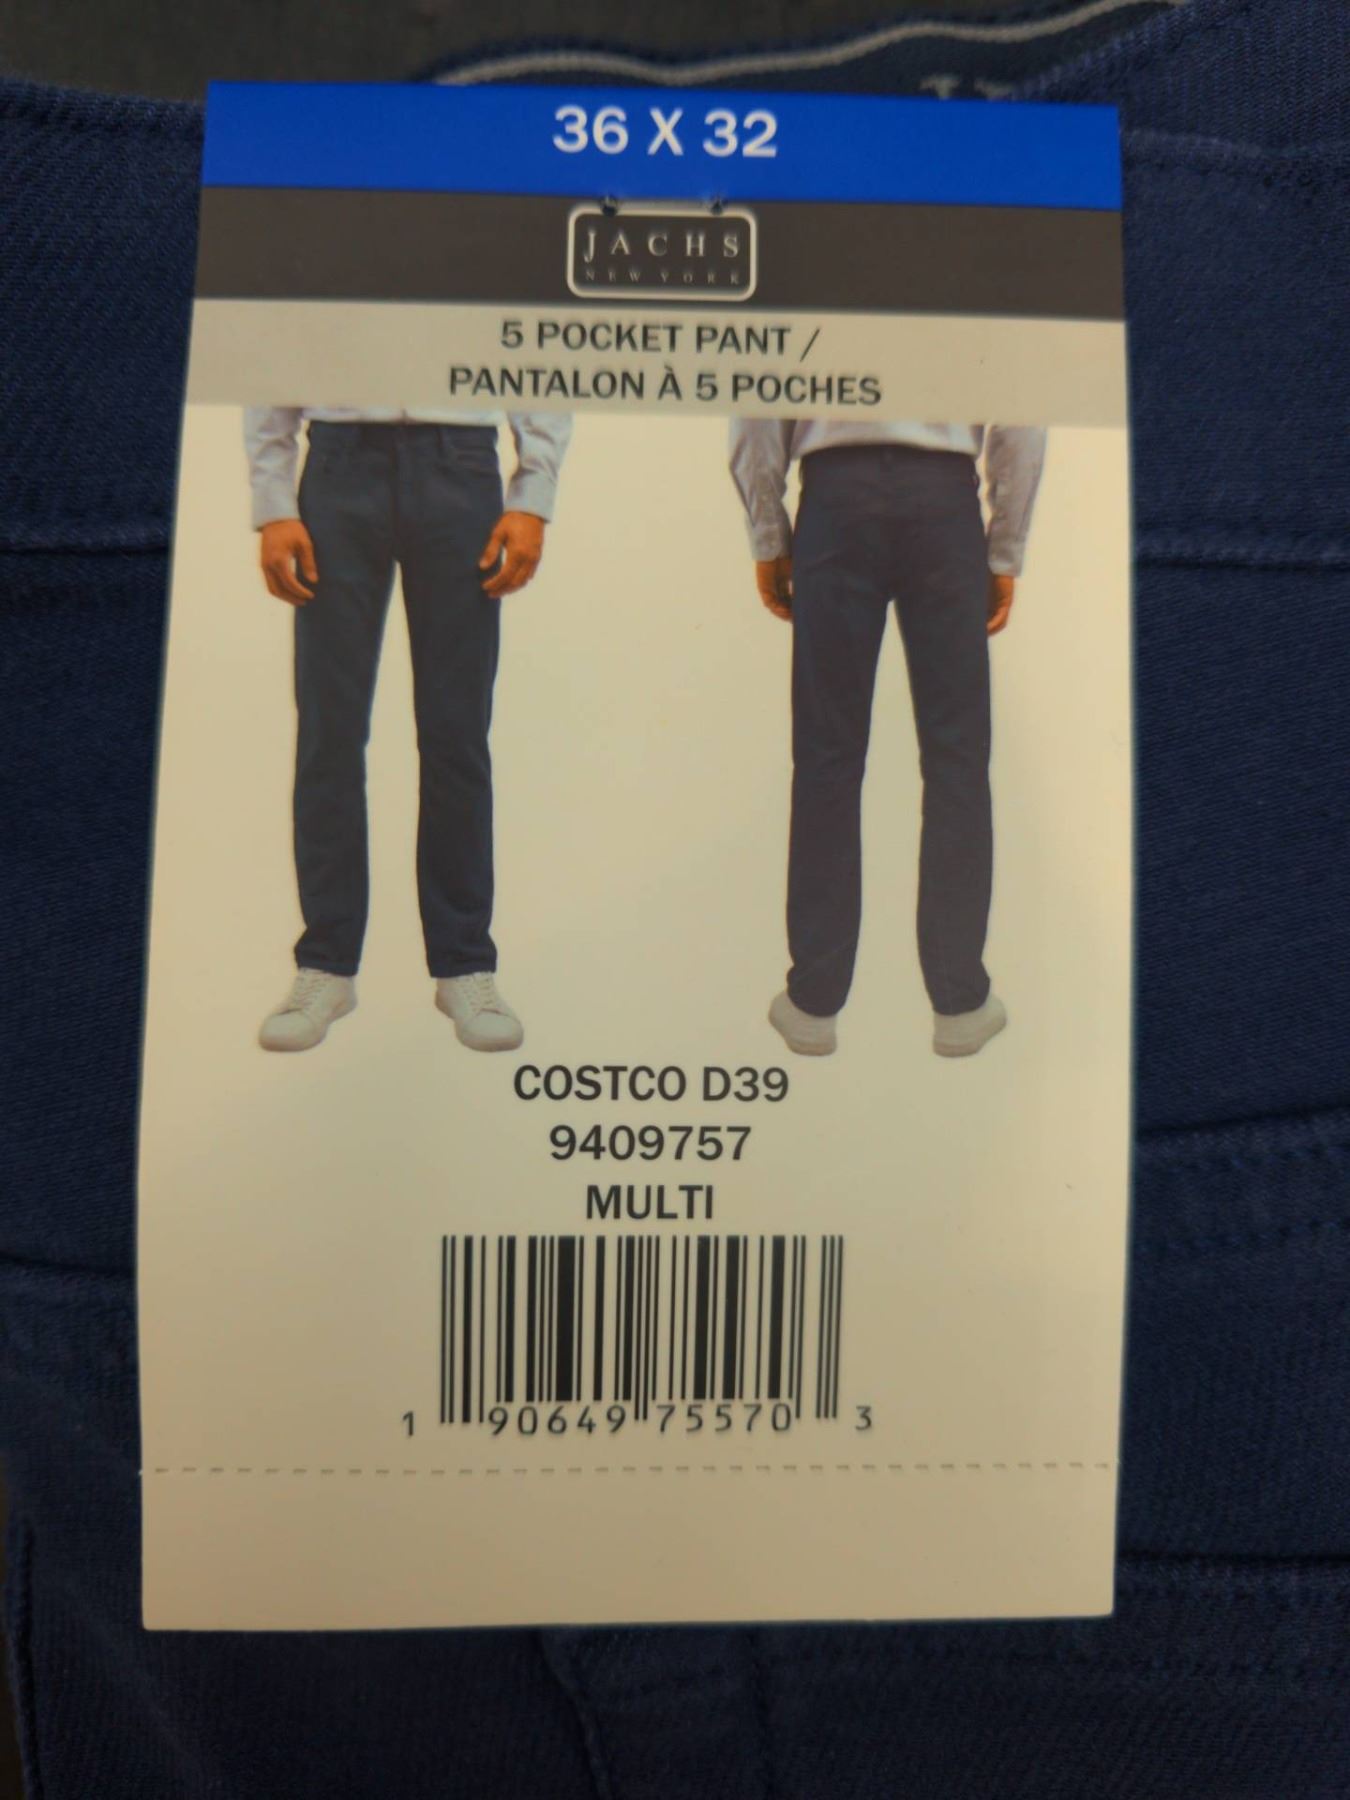 36 X 32
JACHS
NEW YORK
5 POCKET PANT /
PANTALON À 5 POCHES
COSTCO D39
9409757
MULTI
1 90649 75570 3